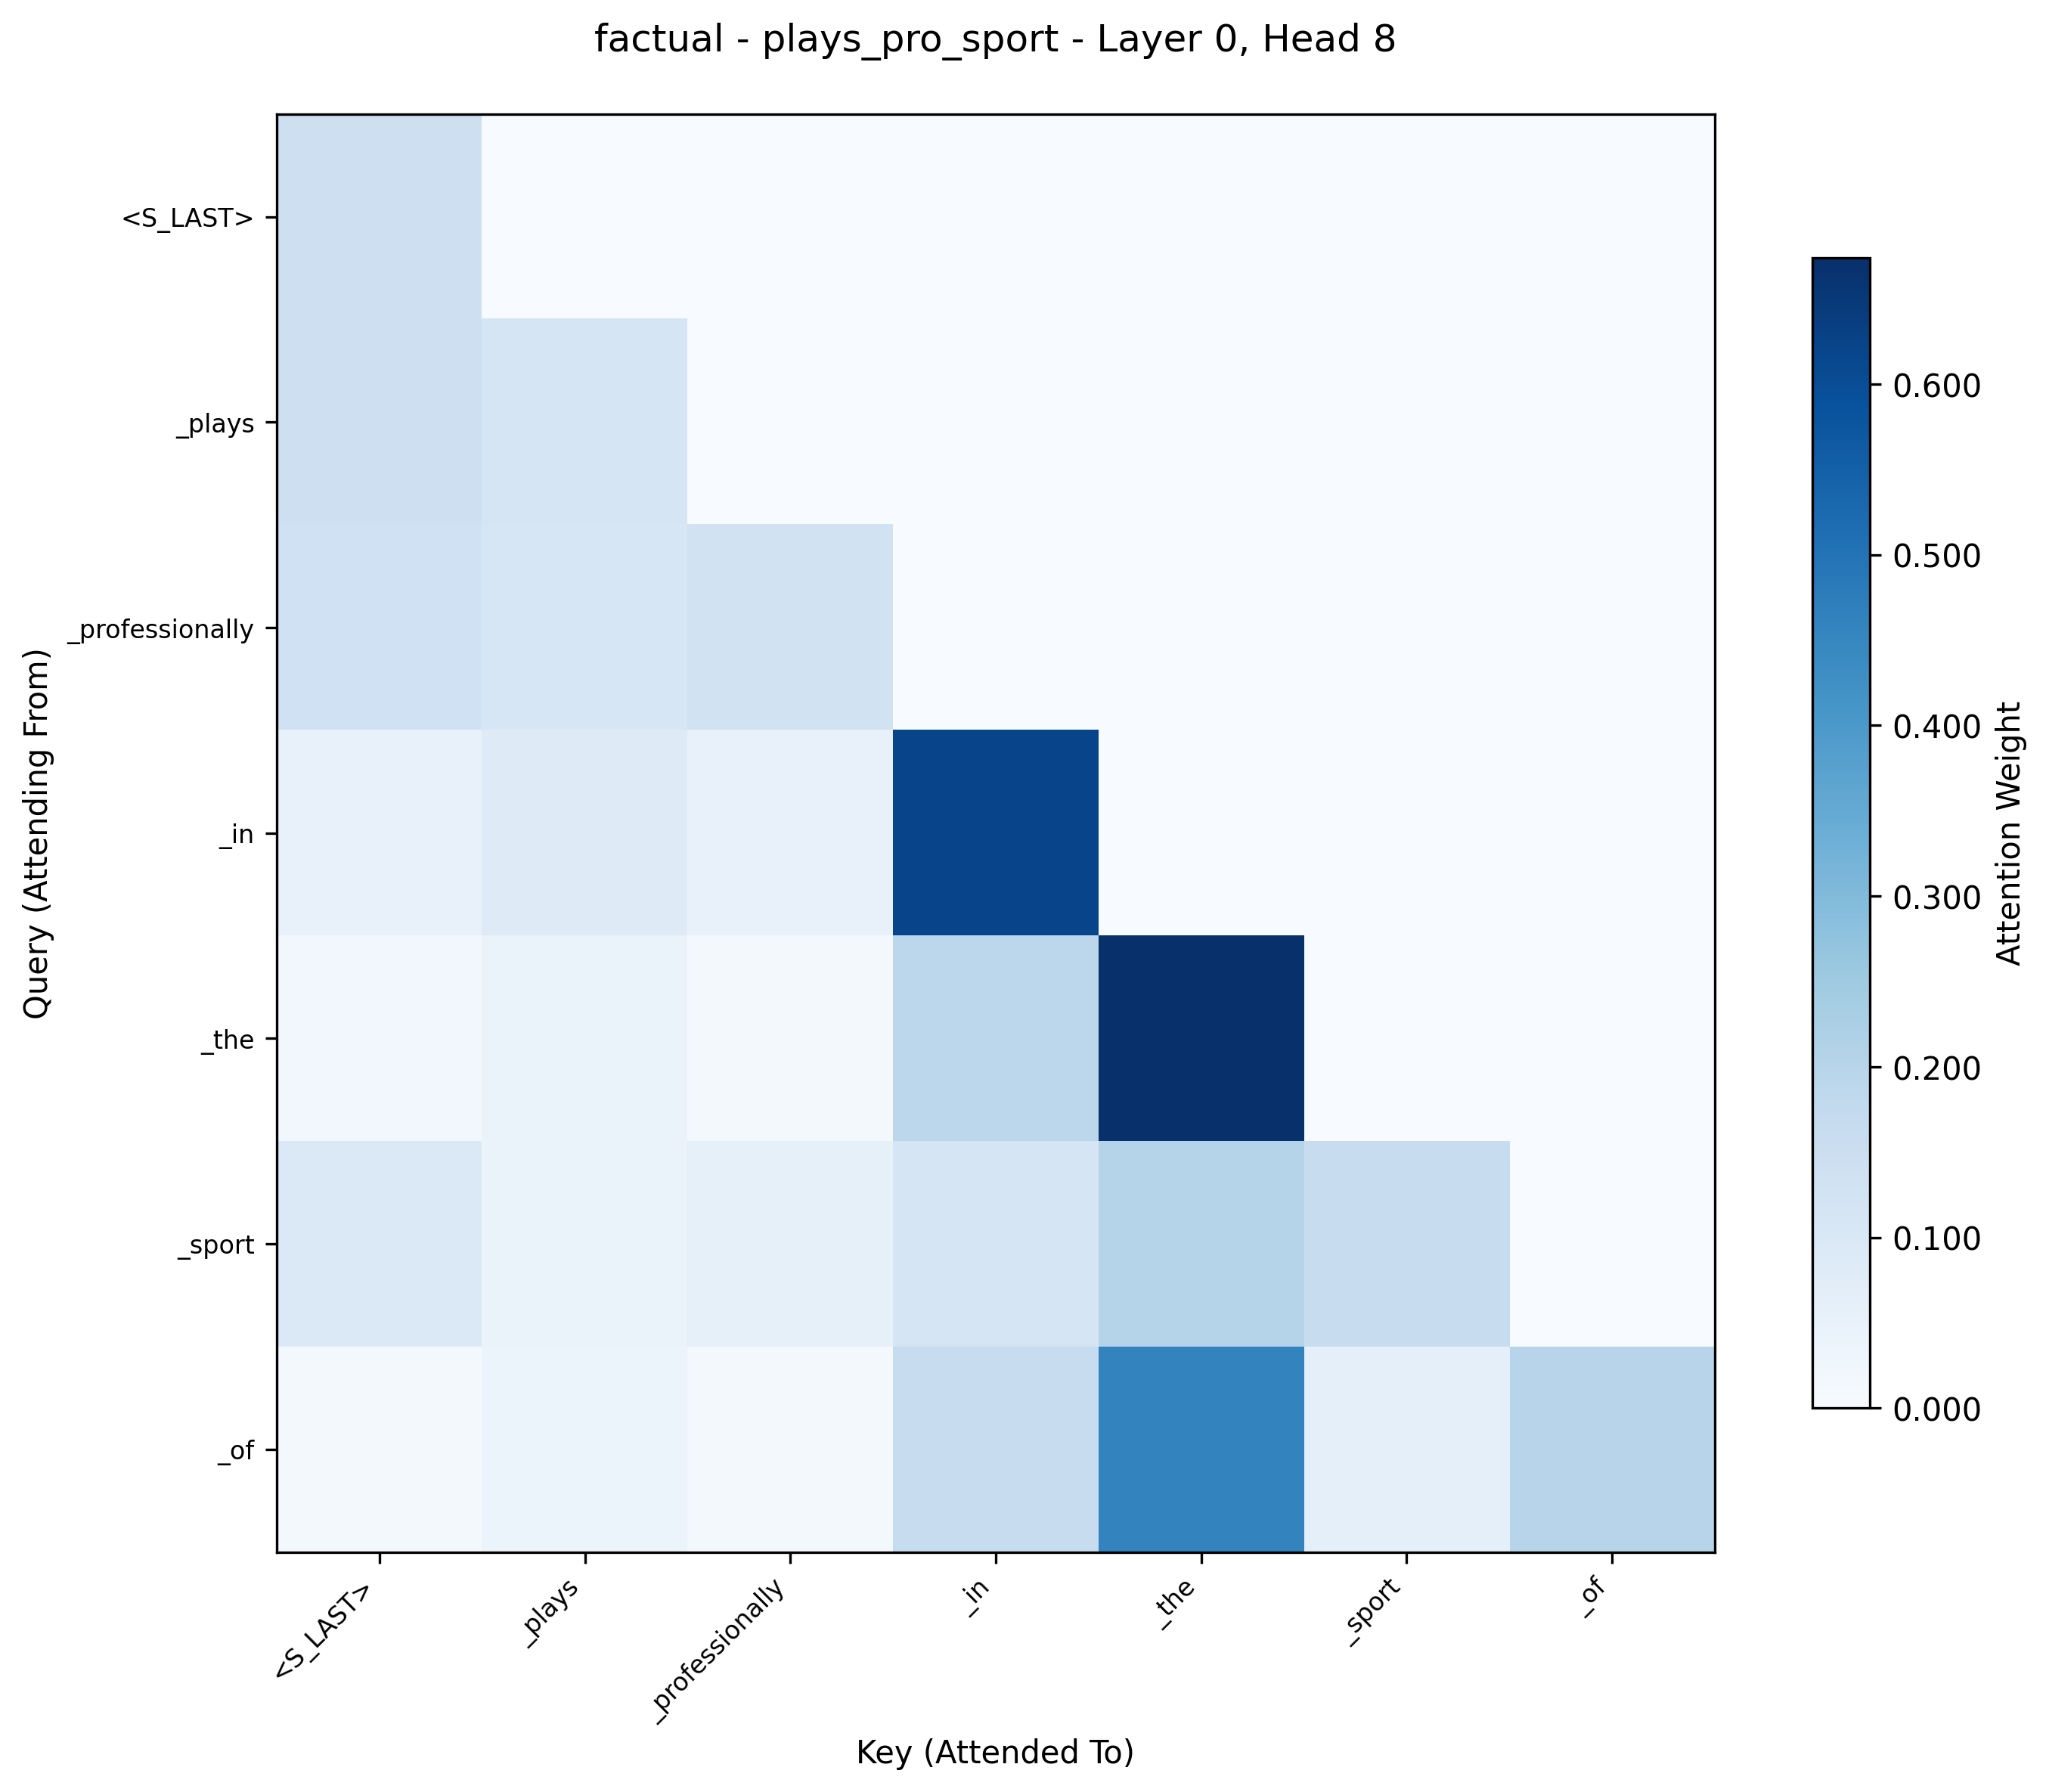 factual - plays_pro_sport - Layer 0, Head 8
Query (Attending From)
<S_LAST>
_plays
_professionally
_in
_the
_sport
_of
<S_LAST>
_plays
_professionally
_in
_the
_sport
_of
Key (Attended To)
0.600
0.500
0.400
0.300
0.200
0.100
0.000
Attention Weight